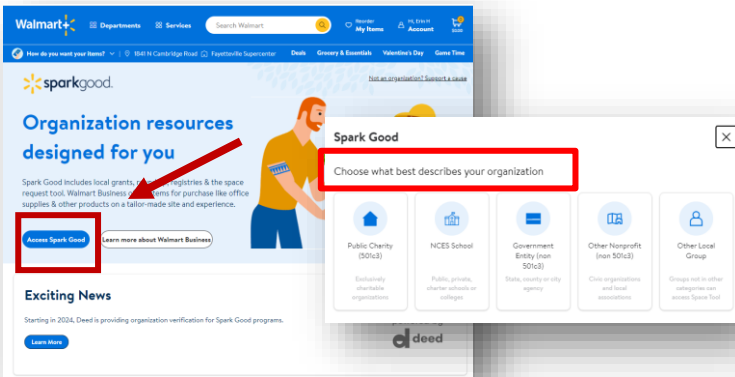 Walmart+ Departments Services Search Walmart Reorder My Items Hi, Erin H Account
How do you want your items? 1841 N Cambridge Road Fayetteville Supercenter Deals Grocery & Essentials Valentine's Day Game Time
sparkgood.
Not an organization? Support a cause
Organization resources
designed for you
Spark Good includes local grants, registries & the space
request tool. Walmart Business items for purchase like office
supplies & other products on a tailor-made site and experience.
Access Spark Good Learn more about Walmart Business
Exciting News
Starting in 2024, Deed is providing organization verification for Spark Good programs.
Learn More
deed
Spark Good
Choose what best describes your organization
Public Charity
(501c3)
Exclusively
charitable
organizations
NCES School
Public, private,
charter schools or
colleges
Government
Entity (non
501c3)
State, county or city
agency
Other Nonprofit
(non 501c3)
Civic organizations
and local
associations
Other Local
Group
Groups not in other
categories can
access Space Tool